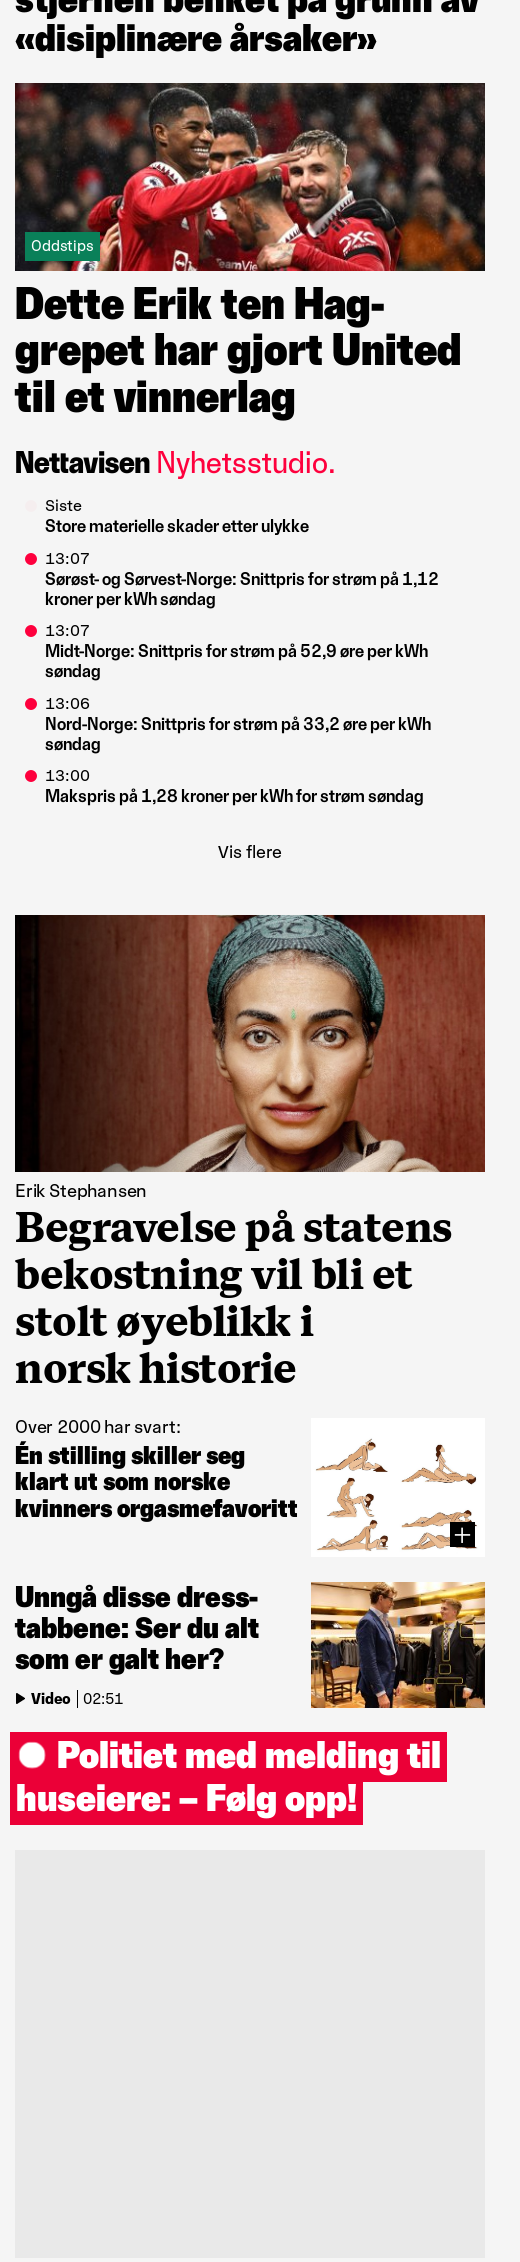 stjernen benket på grunn av
«disiplinære årsaker»
Oddstips
TeamVie
Dette Erik ten Hag-
grepet har gjort United
til et vinnerlag
Nettavisen Nyhetsstudio.
Siste
Store materielle skader etter ulykke
13:07
Sørøst- og Sørvest-Norge: Snittpris for strøm på 1,12
kroner per kWh søndag
13:07
Midt-Norge: Snittpris for strøm på 52,9 øre per kWh
søndag
13:06
Nord-Norge: Snittpris for strøm på 33,2 øre per kWh
søndag
13:00
Makspris på 1,28 kroner per kWh for strøm søndag
Vis flere
Erik Stephansen
Begravelse på statens
bekostning vil bli et
stolt øyeblikk i
norsk historie
Over 2000 har svart:
Én stilling skiller seg
klart ut som norske
kvinners orgasmefavoritt
Unngå disse dress-
tabbene: Ser du alt
som er galt her?
Video 02:51
Politiet med melding til
huseiere: – Følg opp!